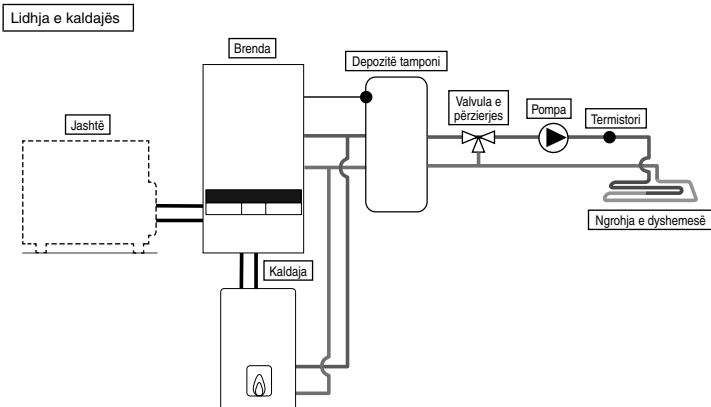 Lidhja e kaldajës
Brenda
Depozitë tamponi
Jashtë
Valvula e
përzierjes
Pompa
Termistori
Ngrohja e dyshemesë
Kaldaja